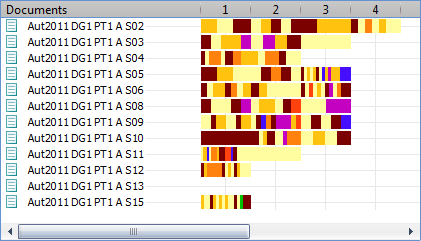 Documents 1 2 3 4
Aut2011 DG1 PT1 A S02
Aut2011 DG1 PT1 A S03
Aut2011 DG1 PT1 A S04
Aut2011 DG1 PT1 A S05
Aut2011 DG1 PT1 A S06
Aut2011 DG1 PT1 A S08
Aut2011 DG1 PT1 A S09
Aut2011 DG1 PT1 A S10
Aut2011 DG1 PT1 A S11
Aut2011 DG1 PT1 A S12
Aut2011 DG1 PT1 A S13
Aut2011 DG1 PT1 A S15